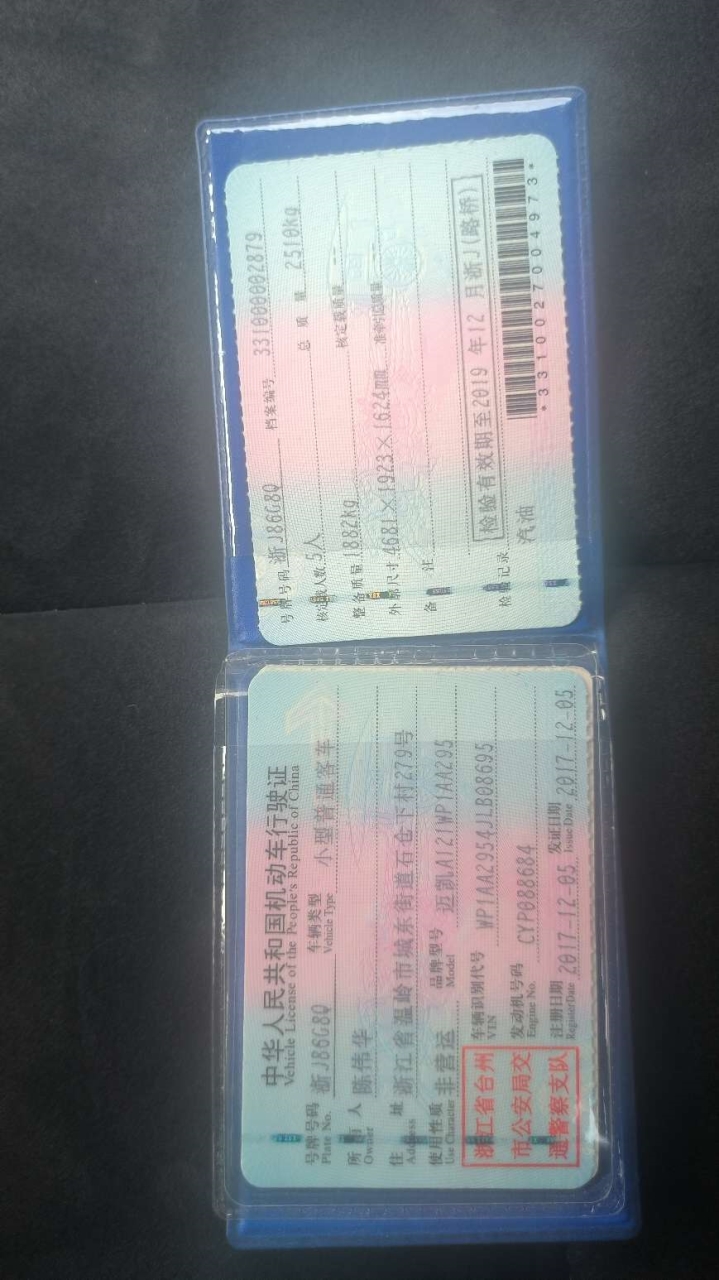 中华人民共和国机动车行驶证
Vehicle License of the People's Republic of China
号牌号码 浙J86G8Q 车辆类型 小型普通客车
Plate No. Vehicle Type
所有人 陈伟华
Owner
住址 浙江省温岭市城东街道石仓下村279号
Address
使用性质 非营运 品牌型号 迈凯AI2IWP1AA295
Use Character Model
浙江省台州
市公安局交
通警察支队
车辆识别代号 WP1AA2954JLB08695
VIN
发动机号码 CYP088684
Engine No.
注册日期 2017-12-05 发证日期 2017-12-05
Register Date Issue Date
号牌号码 浙J86G8Q 档案编号 331000002879
核定载人数 5人 总质量 2510kg
整备质量 1882kg 核定载质量
外廓尺寸 4681×1923×1624 准牵引总质量
备注
检验有效期至2019年12月浙J(路桥)
检验记录
汽油
*3310027004973*